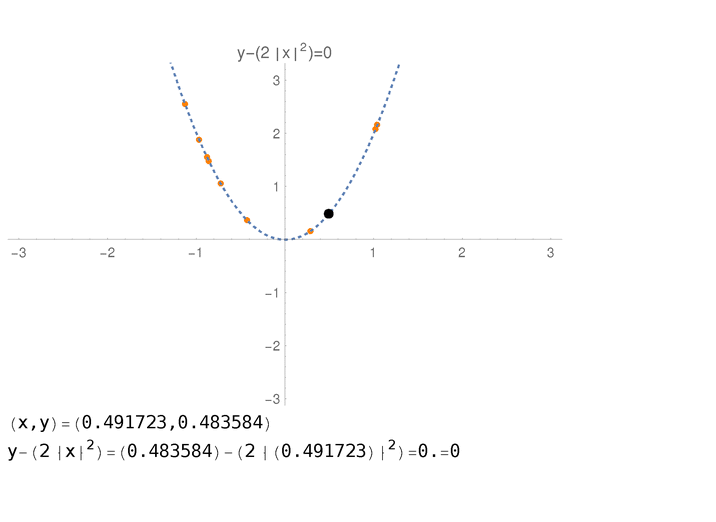 y−(2 |x|²)=0
3
2
1
−3 −2 −1 1 2 3
−1
−2
−3
(x,y)=(0.491723,0.483584)
y−(2 |x|²)=(0.483584)−(2 |(0.491723)|²)=0.=0